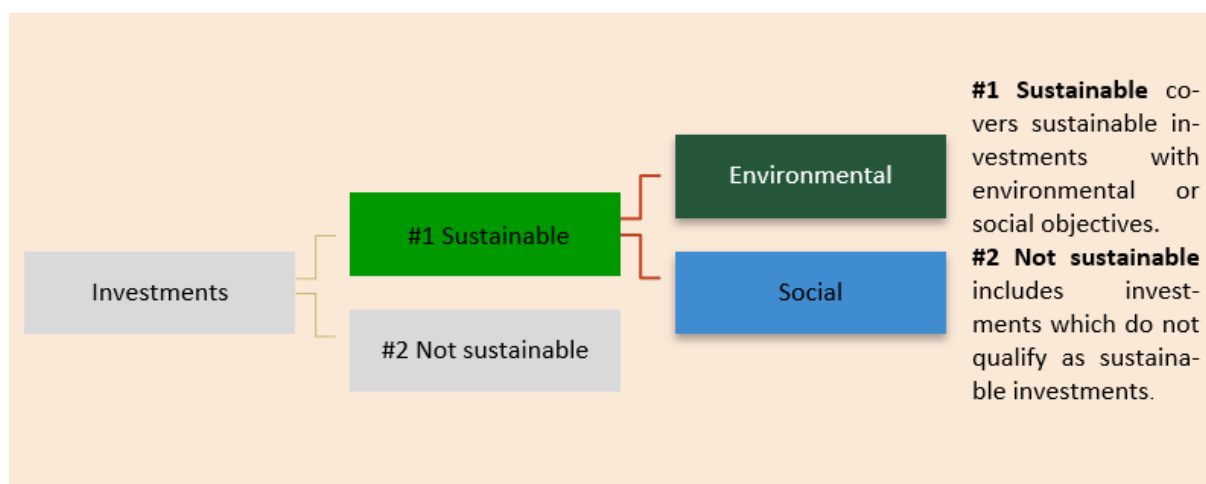 Investments
#1 Sustainable
#2 Not sustainable
Environmental
Social
#1 Sustainable co-
vers sustainable in-
vestments with
environmental or
social objectives.
#2 Not sustainable
includes invest-
ments which do not
qualify as sustaina-
ble investments.